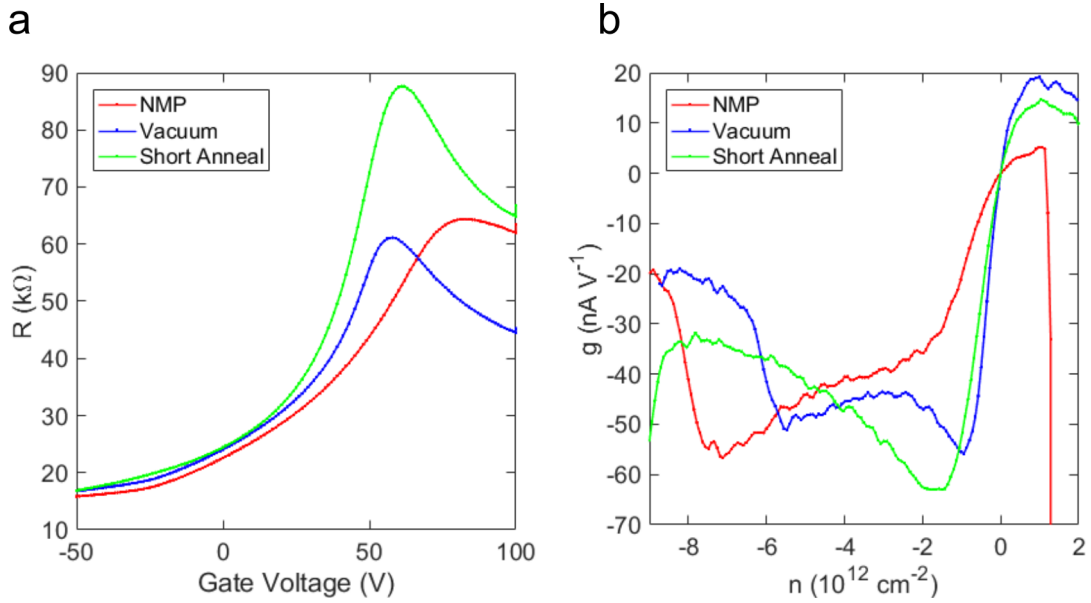 a
90
80
70
60
50
40
30
20
10
R (kΩ)
NMP
Vacuum
Short Anneal
-50
0
50
100
Gate Voltage (V)
b
20
10
0
-10
-20
-30
-40
-50
-60
-70
g (nA V⁻¹)
NMP
Vacuum
Short Anneal
-8
-6
-4
-2
0
2
n (10¹² cm⁻²)